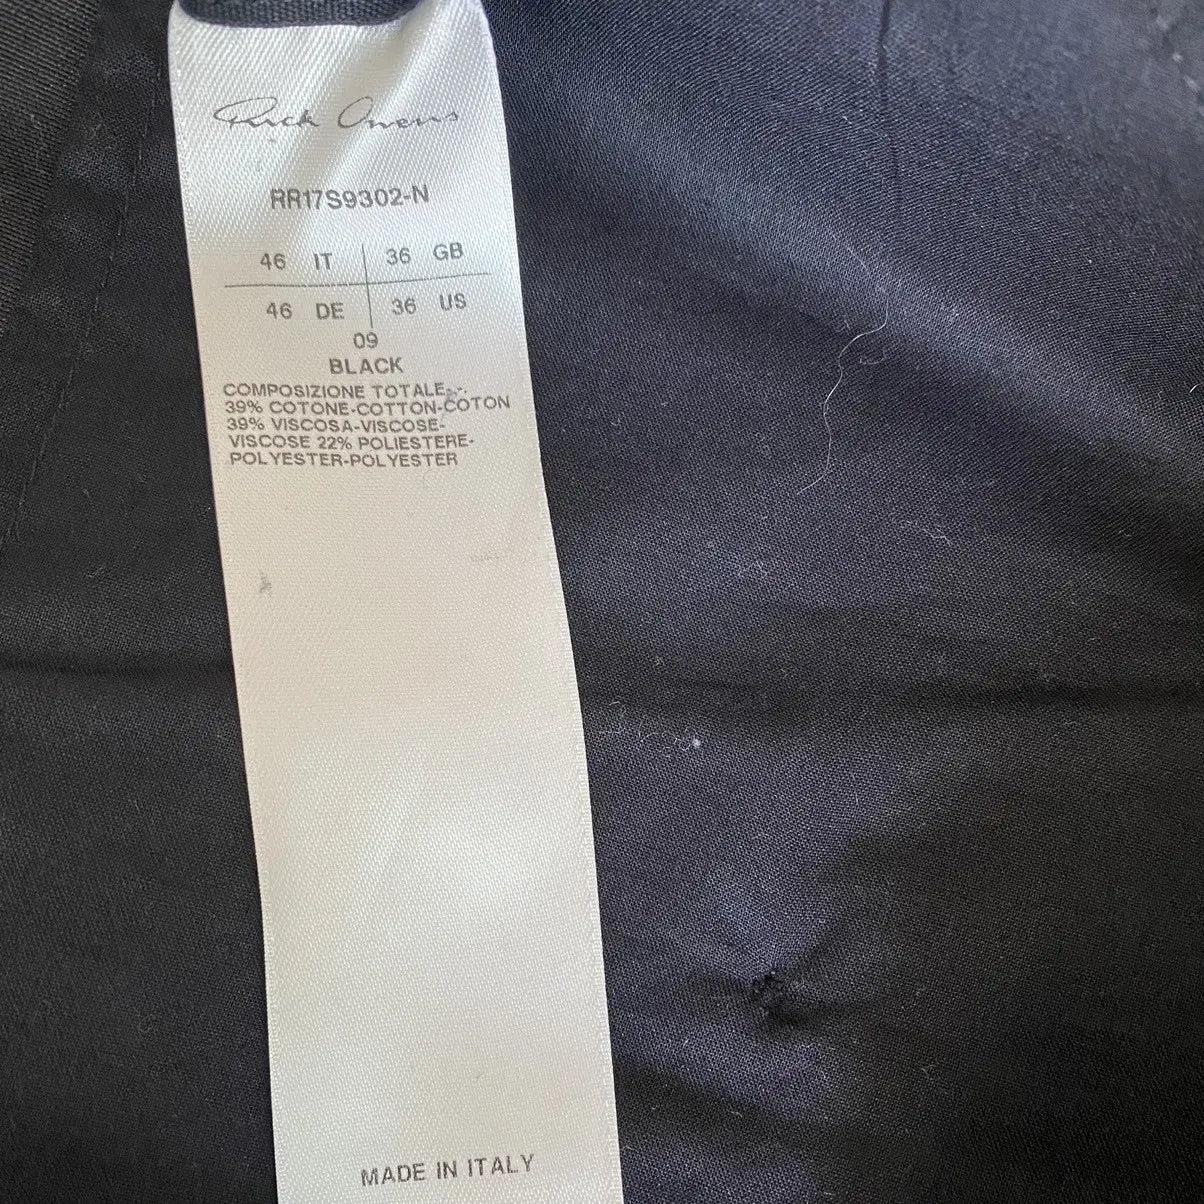 Rick Owens
RR17S9302-N
46 IT 36 GB
46 DE 36 US
09
BLACK
COMPOSIZIONE TOTALE:
39% COTONE-COTTON-COTON
39% VISCOSA-VISCOSE-
VISCOSE 22% POLIESTERE-
POLYESTER-POLYESTER
MADE IN ITALY